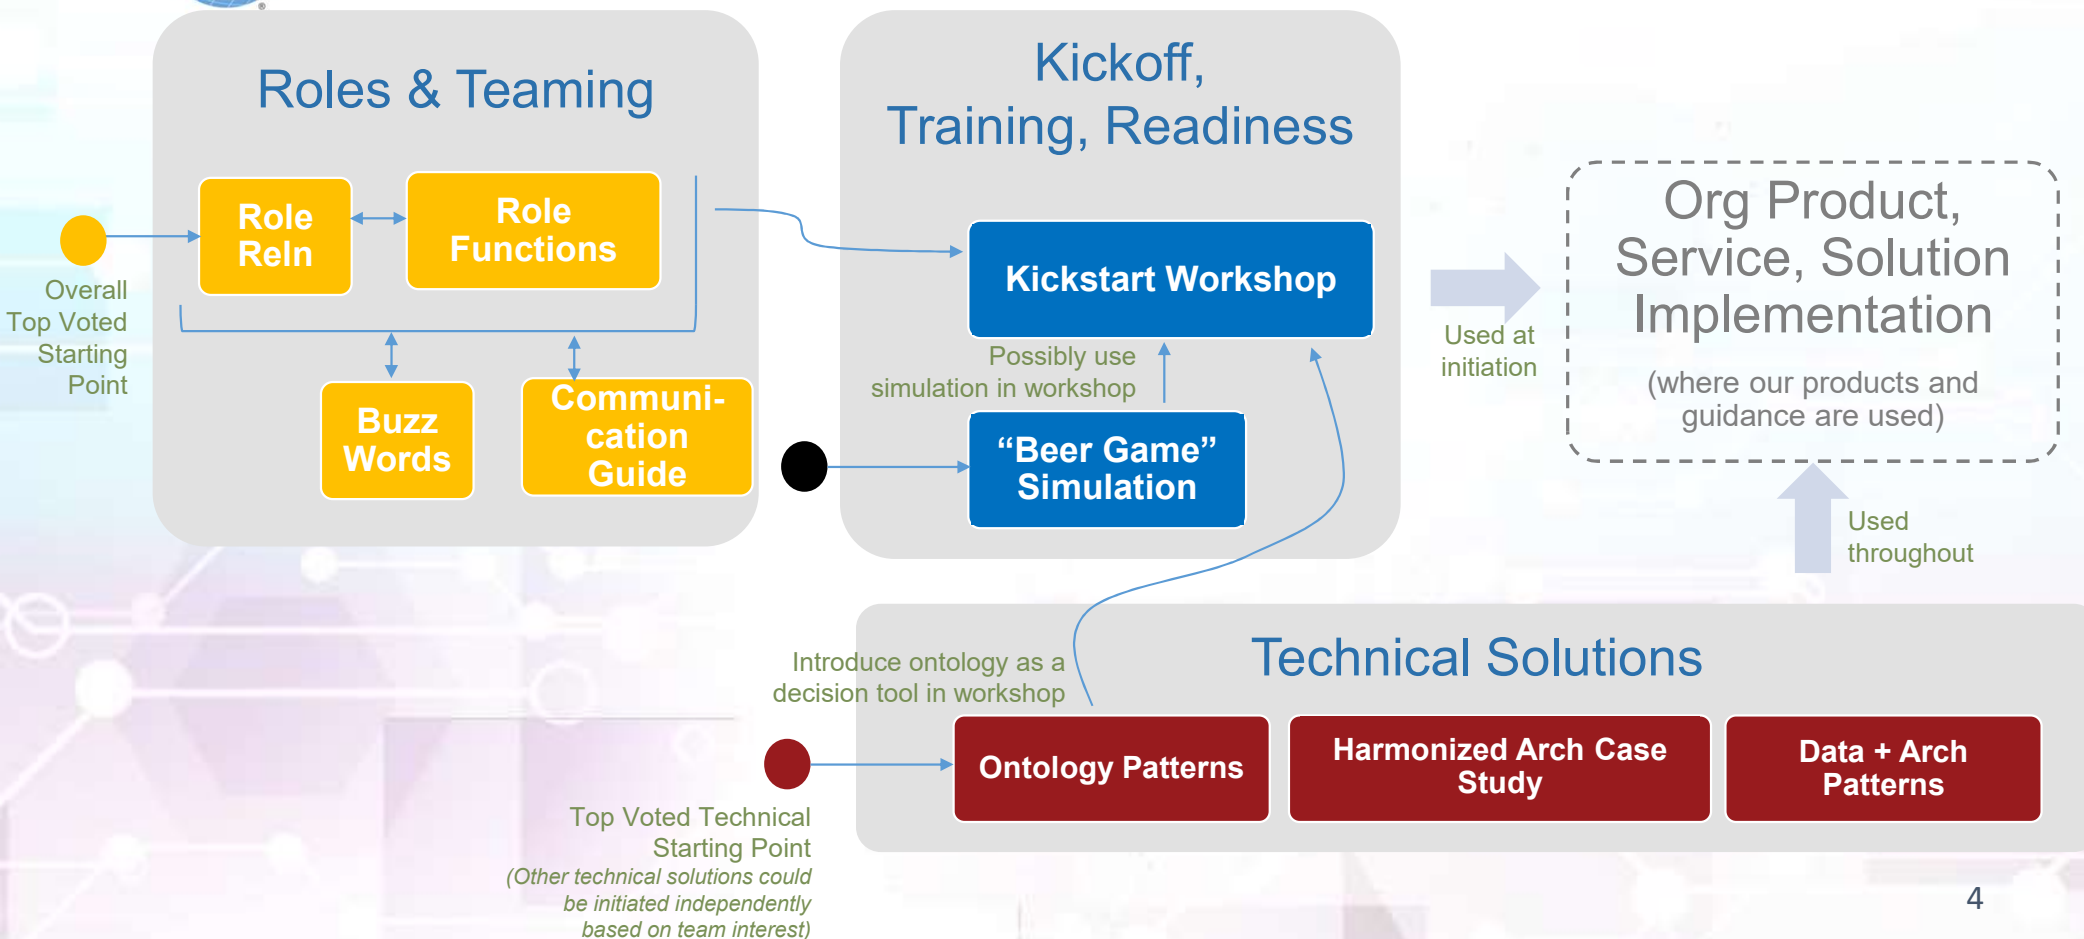 ®
Roles & Teaming
Role
Reln
Role
Functions
Overall
Top Voted
Starting
Point
Buzz
Words
Communi-
cation
Guide
Kickoff,
Training, Readiness
Kickstart Workshop
Possibly use
simulation in workshop
“Beer Game”
Simulation
Used at
initiation
Org Product,
Service, Solution
Implementation
(where our products and
guidance are used)
Used
throughout
Technical Solutions
Introduce ontology as a
decision tool in workshop
Ontology Patterns
Harmonized Arch Case
Study
Data + Arch
Patterns
Top Voted Technical
Starting Point
(Other technical solutions could
be initiated independently
based on team interest)
4